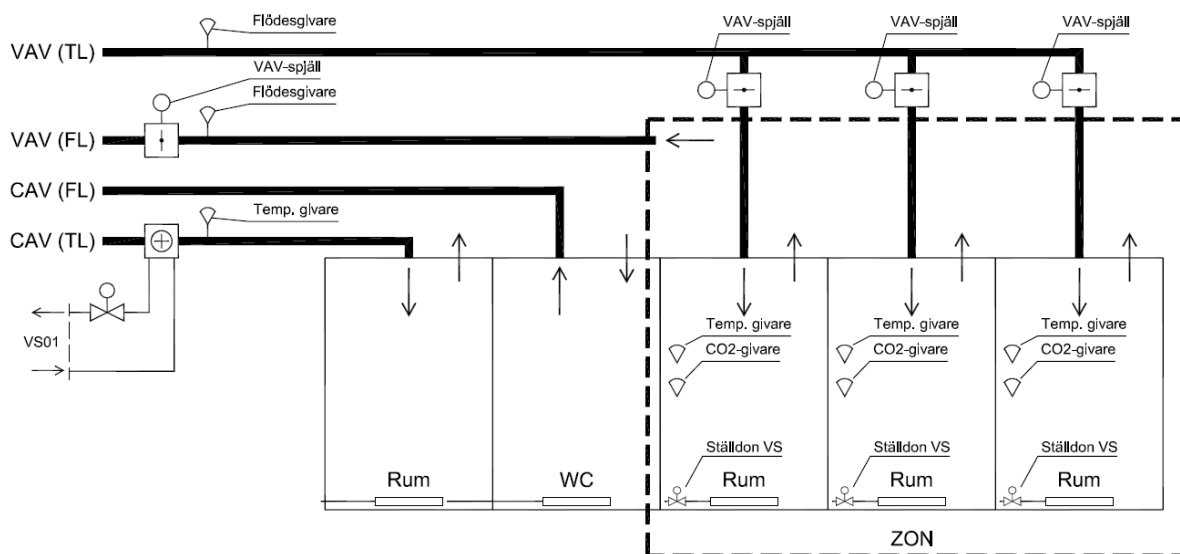 Flödesgivare
VAV-spjäll
VAV-spjäll
VAV-spjäll
VAV (TL)
VAV-spjäll
Flödesgivare
VAV (FL)
CAV (FL)
Temp. givare
CAV (TL)
VS01
Temp. givare
Temp. givare
Temp. givare
CO2-givare
CO2-givare
CO2-givare
Ställdon VS
Ställdon VS
Ställdon VS
Rum
WC
Rum
Rum
Rum
ZON